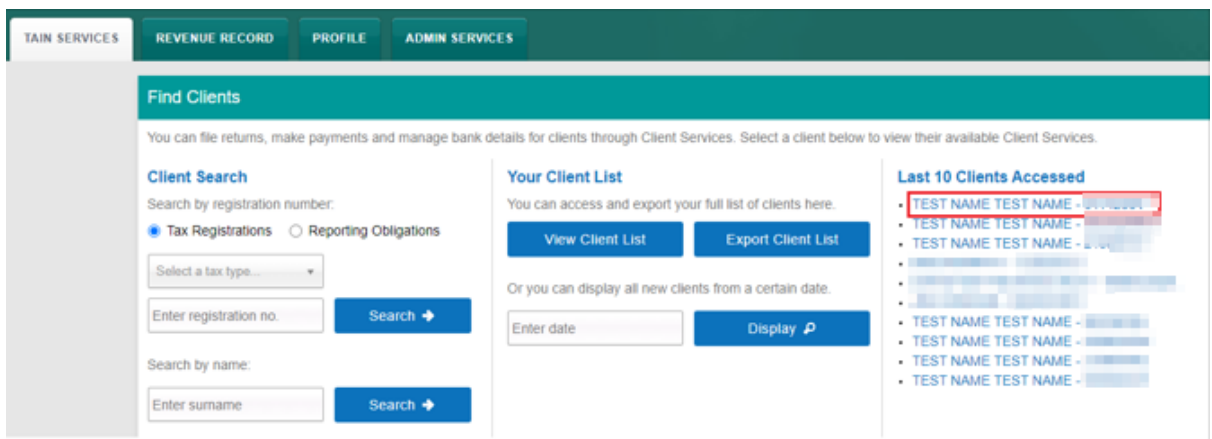 TAIN SERVICES
REVENUE RECORD
PROFILE
ADMIN SERVICES
Find Clients
You can file returns, make payments and manage bank details for clients through Client Services. Select a client below to view their available Client Services.
Client Search
Search by registration number:
Tax Registrations
Reporting Obligations
Select a tax type...
Enter registration no.
Search
Search by name:
Enter surname
Search
Your Client List
You can access and export your full list of clients here.
View Client List
Export Client List
Or you can display all new clients from a certain date.
Enter date
Display
Last 10 Clients Accessed
TEST NAME TEST NAME -
TEST NAME TEST NAME -
TEST NAME TEST NAME -
TEST NAME TEST NAME -
TEST NAME TEST NAME -
TEST NAME TEST NAME -
TEST NAME TEST NAME -